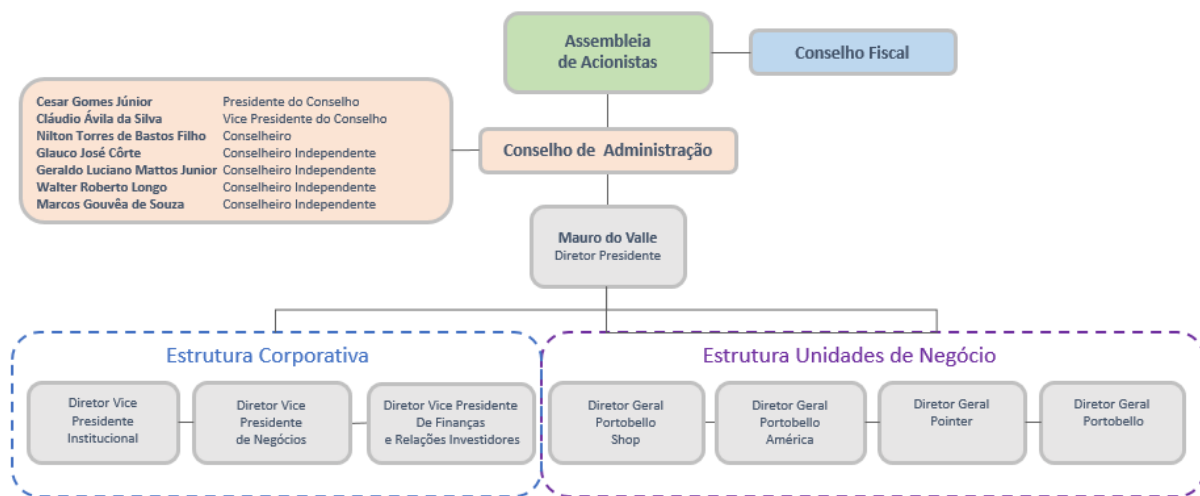 Assembleia
de Acionistas
Conselho Fiscal
Cesar Gomes Júnior Presidente do Conselho
Cláudio Ávila da Silva Vice Presidente do Conselho
Nilton Torres de Bastos Filho Conselheiro
Glauco José Côrte Conselheiro Independente
Geraldo Luciano Mattos Junior Conselheiro Independente
Walter Roberto Longo Conselheiro Independente
Marcos Gouvêa de Souza Conselheiro Independente
Conselho de Administração
Mauro do Valle
Diretor Presidente
Estrutura Corporativa
Diretor Vice
Presidente
Institucional
Diretor Vice
Presidente
de Negócios
Diretor Vice Presidente
De Finanças
e Relações Investidores
Estrutura Unidades de Negócio
Diretor Geral
Portobello
Shop
Diretor Geral
Portobello
América
Diretor Geral
Pointer
Diretor Geral
Portobello